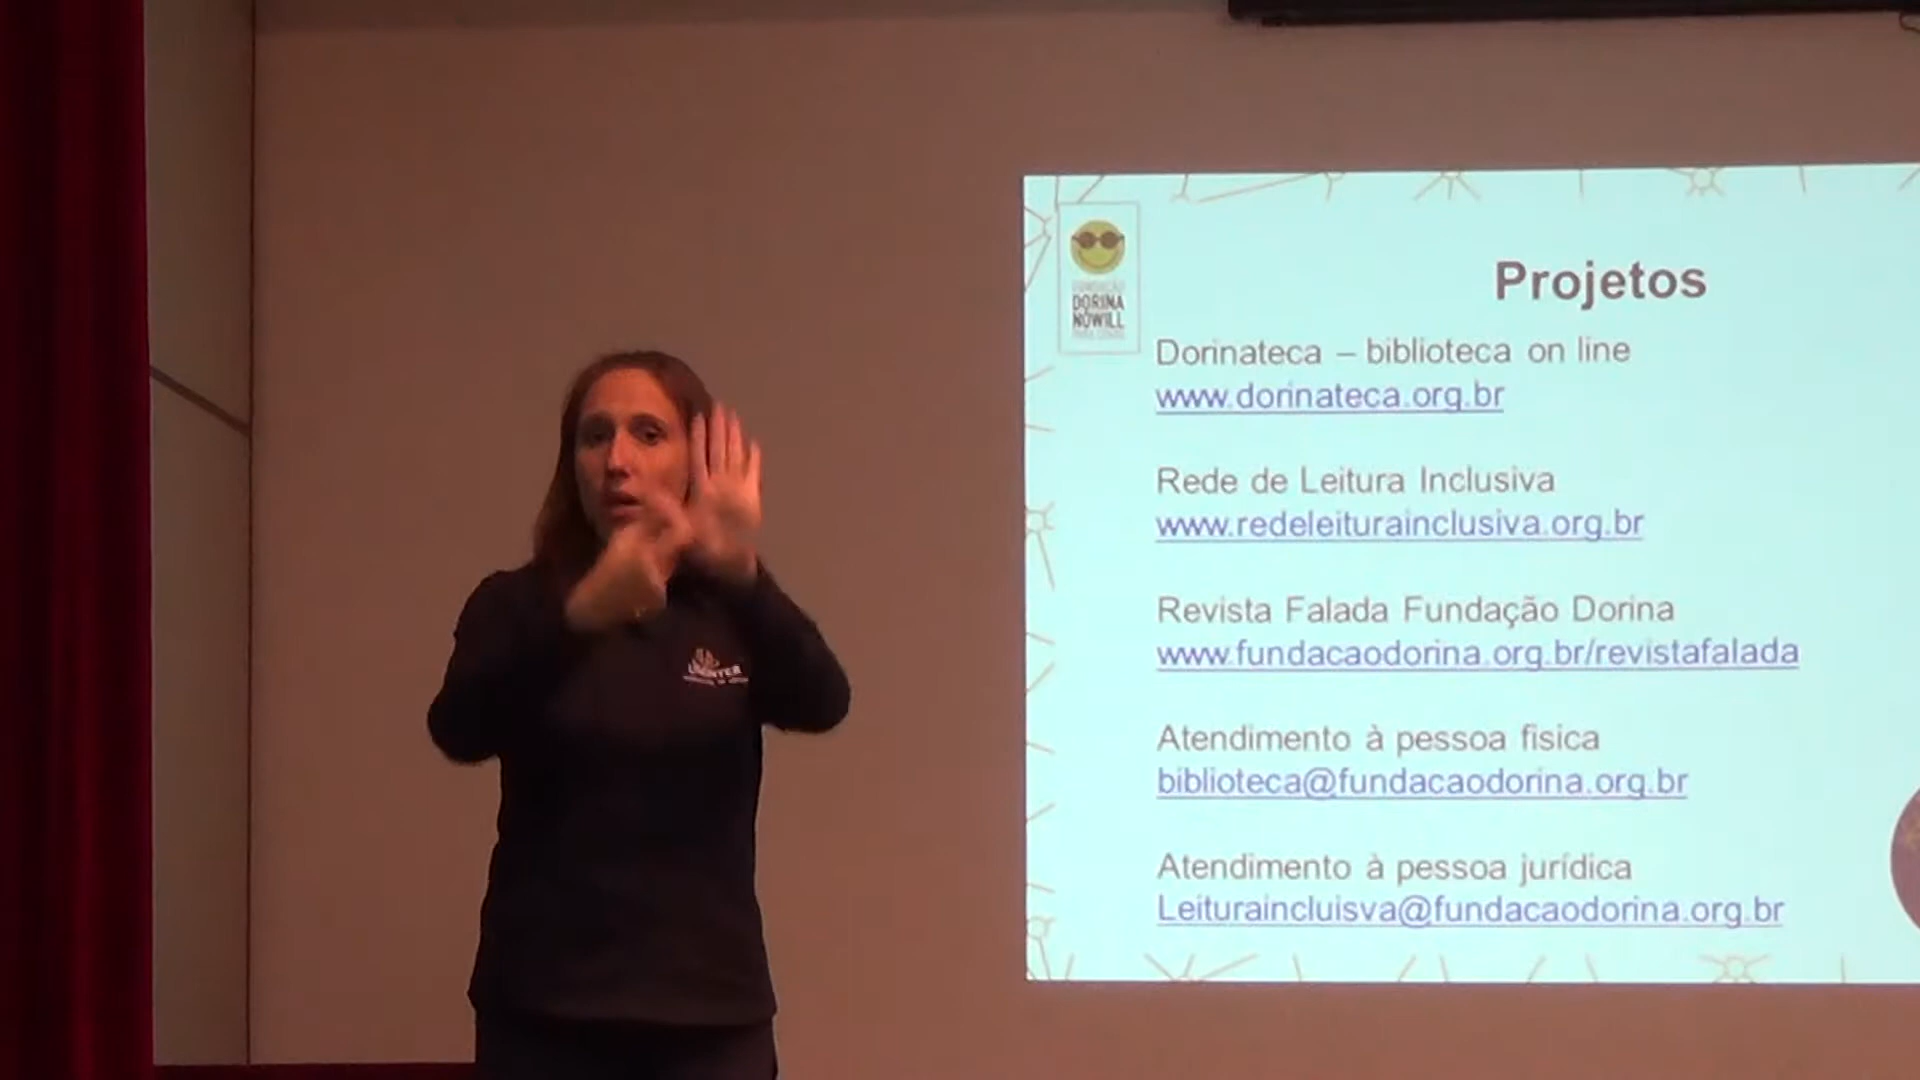 Projetos
DORINA
NOWILL
Dorinateca – biblioteca on line
www.dorinateca.org.br
Rede de Leitura Inclusiva
www.redeleiturainclusiva.org.br
Revista Falada Fundação Dorina
www.fundacaodorina.org.br/revistafalada
Atendimento à pessoa fisica
biblioteca@fundacaodorina.org.br
Atendimento à pessoa jurídica
Leituraincluisva@fundacaodorina.org.br
UNINTER